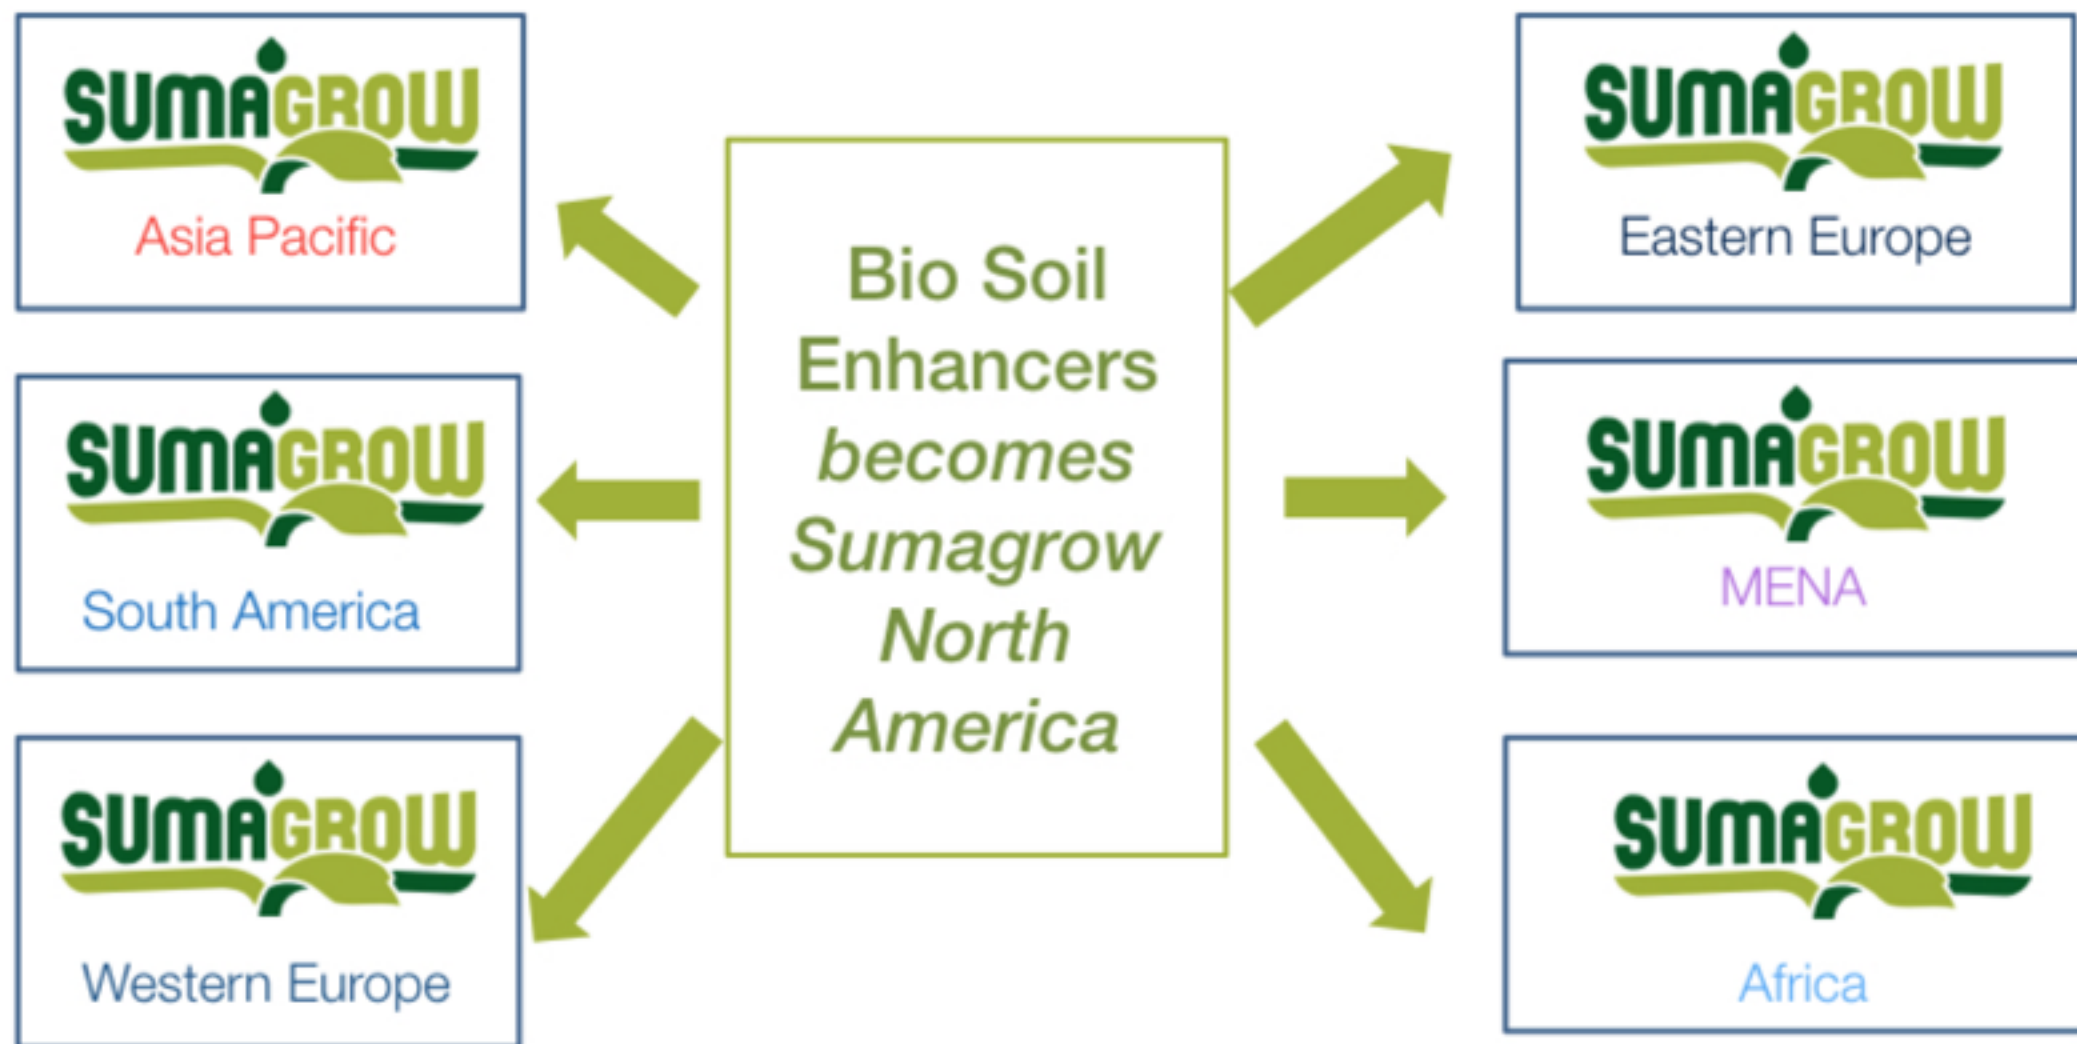 SUMAGROW
Asia Pacific
SUMAGROW
South America
SUMAGROW
Western Europe
Bio Soil
Enhancers
becomes
Sumagrow
North
America
SUMAGROW
Eastern Europe
SUMAGROW
MENA
SUMAGROW
Africa